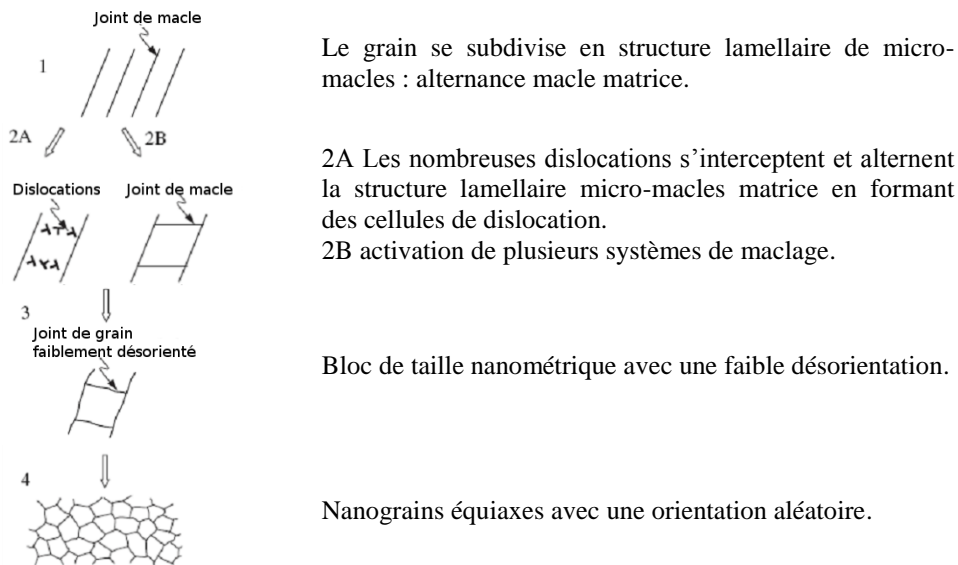 Joint de macle
1
Le grain se subdivise en structure lamellaire de micro-
macles : alternance macle matrice.
2A
2B
Dislocations
Joint de macle
2A Les nombreuses dislocations s’interceptent et alternent
la structure lamellaire micro-macles matrice en formant
des cellules de dislocation.
2B activation de plusieurs systèmes de maclage.
3
Joint de grain
faiblement désorienté
Bloc de taille nanométrique avec une faible désorientation.
4
Nanograins équiaxes avec une orientation aléatoire.